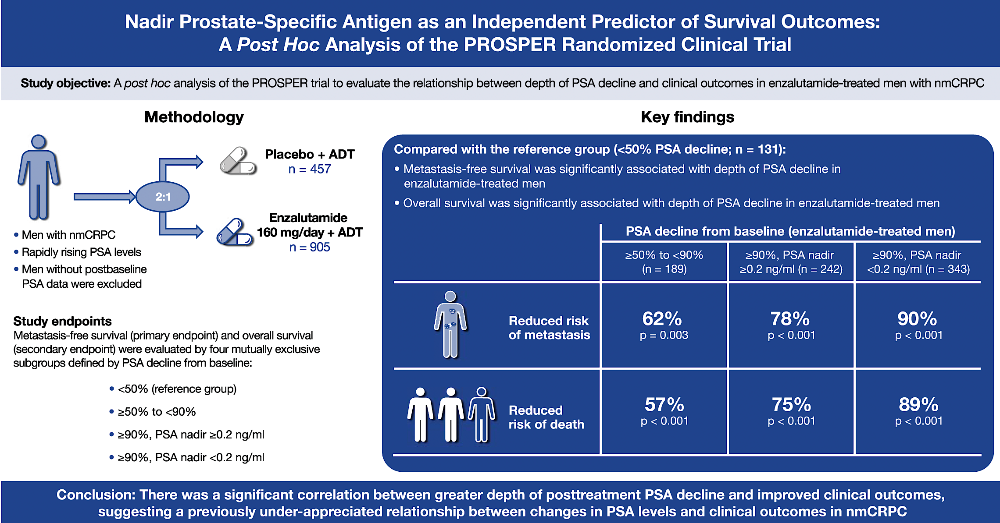 Nadir Prostate-Specific Antigen as an Independent Predictor of Survival Outcomes:
A Post Hoc Analysis of the PROSPER Randomized Clinical Trial
Study objective: A post hoc analysis of the PROSPER trial to evaluate the relationship between depth of PSA decline and clinical outcomes in enzalutamide-treated men with nmCRPC
Methodology
2:1
Placebo + ADT
n = 457
Enzalutamide
160 mg/day + ADT
n = 905
• Men with nmCRPC
• Rapidly rising PSA levels
• Men without postbaseline
PSA data were excluded
Study endpoints
Metastasis-free survival (primary endpoint) and overall survival
(secondary endpoint) were evaluated by four mutually exclusive
subgroups defined by PSA decline from baseline:
• <50% (reference group)
• ≥50% to <90%
• ≥90%, PSA nadir ≥0.2 ng/ml
• ≥90%, PSA nadir <0.2 ng/ml
Key findings
Compared with the reference group (<50% PSA decline; n = 131):
• Metastasis-free survival was significantly associated with depth of PSA decline in
enzalutamide-treated men
• Overall survival was significantly associated with depth of PSA decline in enzalutamide-treated men
PSA decline from baseline (enzalutamide-treated men)
≥50% to <90%
(n = 189)
≥90%, PSA nadir
≥0.2 ng/ml (n = 242)
≥90%, PSA nadir
<0.2 ng/ml (n = 343)
Reduced risk
of metastasis
62%
p = 0.003
78%
p < 0.001
90%
p < 0.001
Reduced
risk of death
57%
p < 0.001
75%
p < 0.001
89%
p < 0.001
Conclusion: There was a significant correlation between greater depth of posttreatment PSA decline and improved clinical outcomes,
suggesting a previously under-appreciated relationship between changes in PSA levels and clinical outcomes in nmCRPC